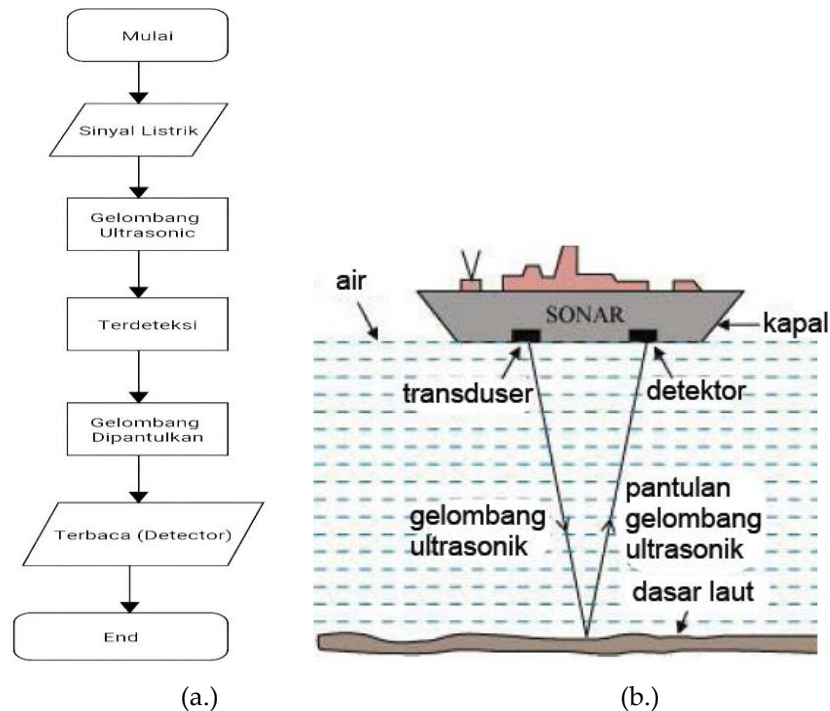 Mulai
Sinyal Listrik
Gelombang
Ultrasonic
Terdeteksi
Gelombang
Dipantulkan
Terbaca (Detector)
End
(a.)
air
SONAR
kapal
transduser
detektor
gelombang
ultrasonik
pantulan
gelombang
ultrasonik
dasar laut
(b.)